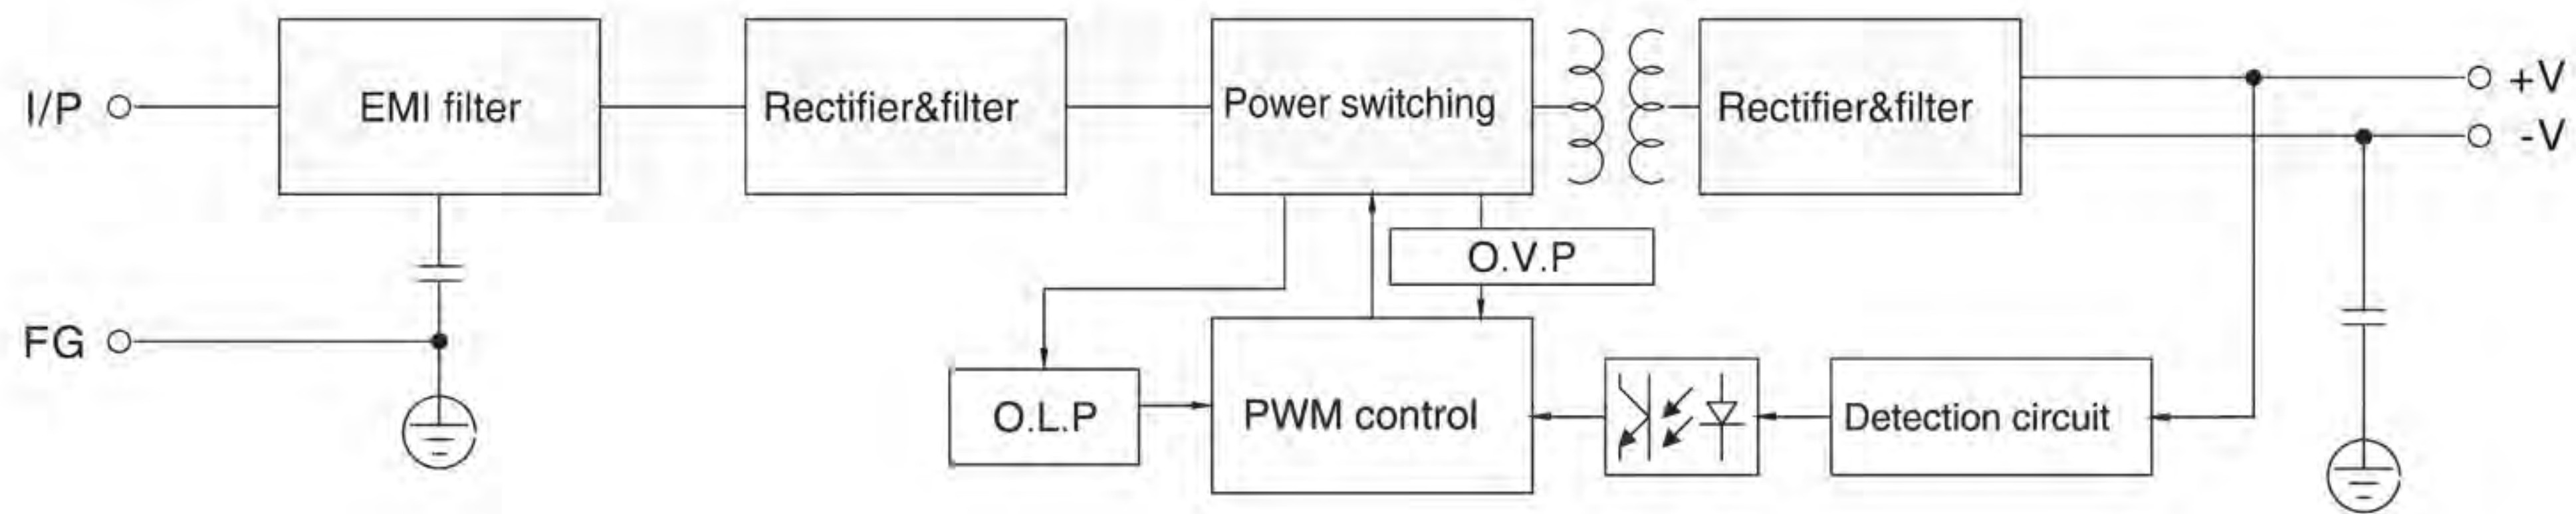 I/P
EMI filter
Rectifier&filter
Power switching
Rectifier&filter
+V
-V
O.V.P
FG
O.L.P
PWM control
Detection circuit